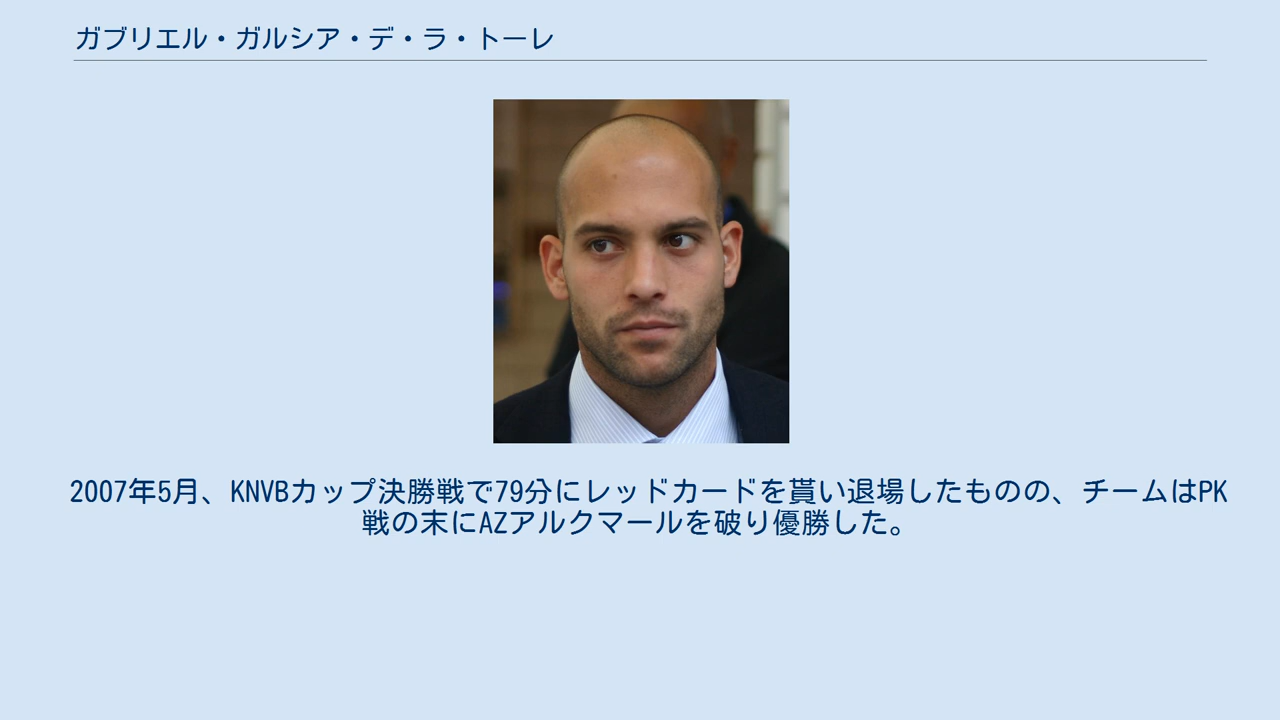 ガブリエル・ガルシア・デ・ラ・トーレ
2007年5月、KNVBカップ決勝戦で79分にレッドカードを貰い退場したものの、チームはPK
戦の末にAZアルクマールを破り優勝した。